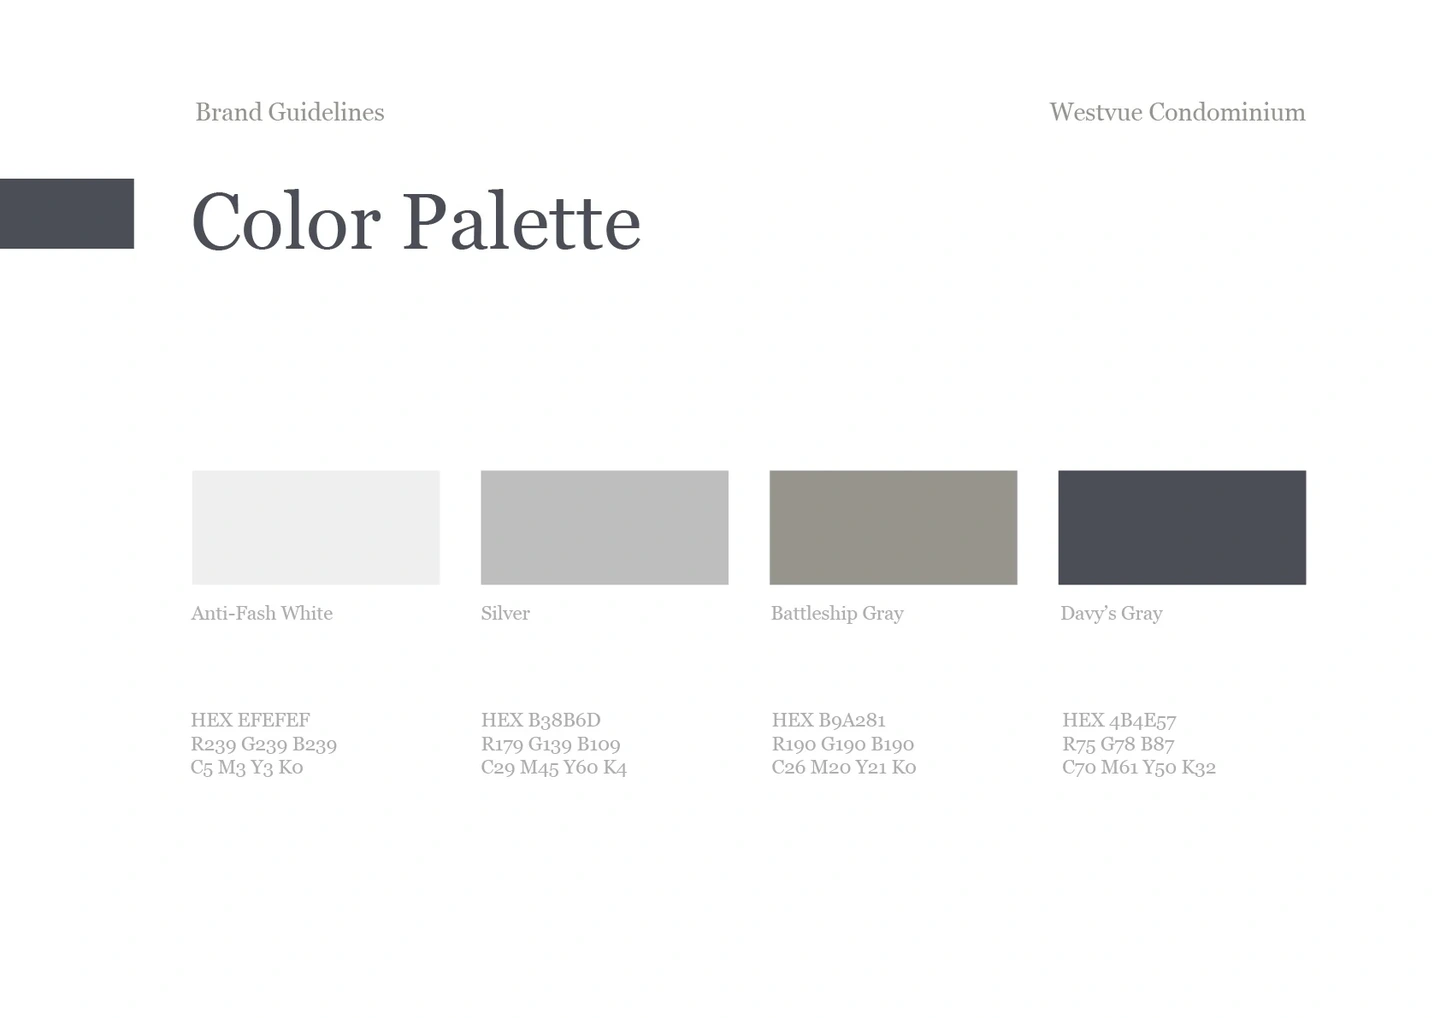 Brand Guidelines
Westvue Condominium
Color Palette
Anti-Fash White
Silver
Battleship Gray
Davy’s Gray
HEX EFEFEF
R239 G239 B239
C5 M3 Y3 K0
HEX B38B6D
R179 G139 B109
C29 M45 Y60 K4
HEX B9A281
R190 G190 B190
C26 M20 Y21 K0
HEX 4B4E57
R75 G78 B87
C70 M61 Y50 K32